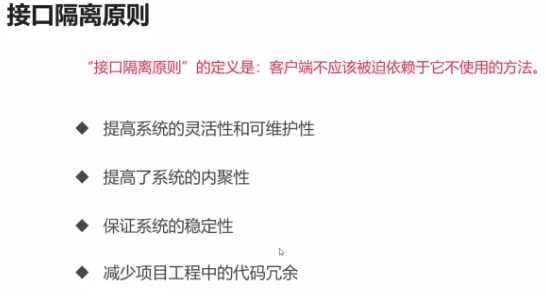 接口隔离原则
“接口隔离原则”的定义是：客户端不应该被迫依赖于它不使用的方法。
◆ 提高系统的灵活性和可维护性
◆ 提高了系统的内聚性
◆ 保证系统的稳定性
◆ 减少项目工程中的代码冗余